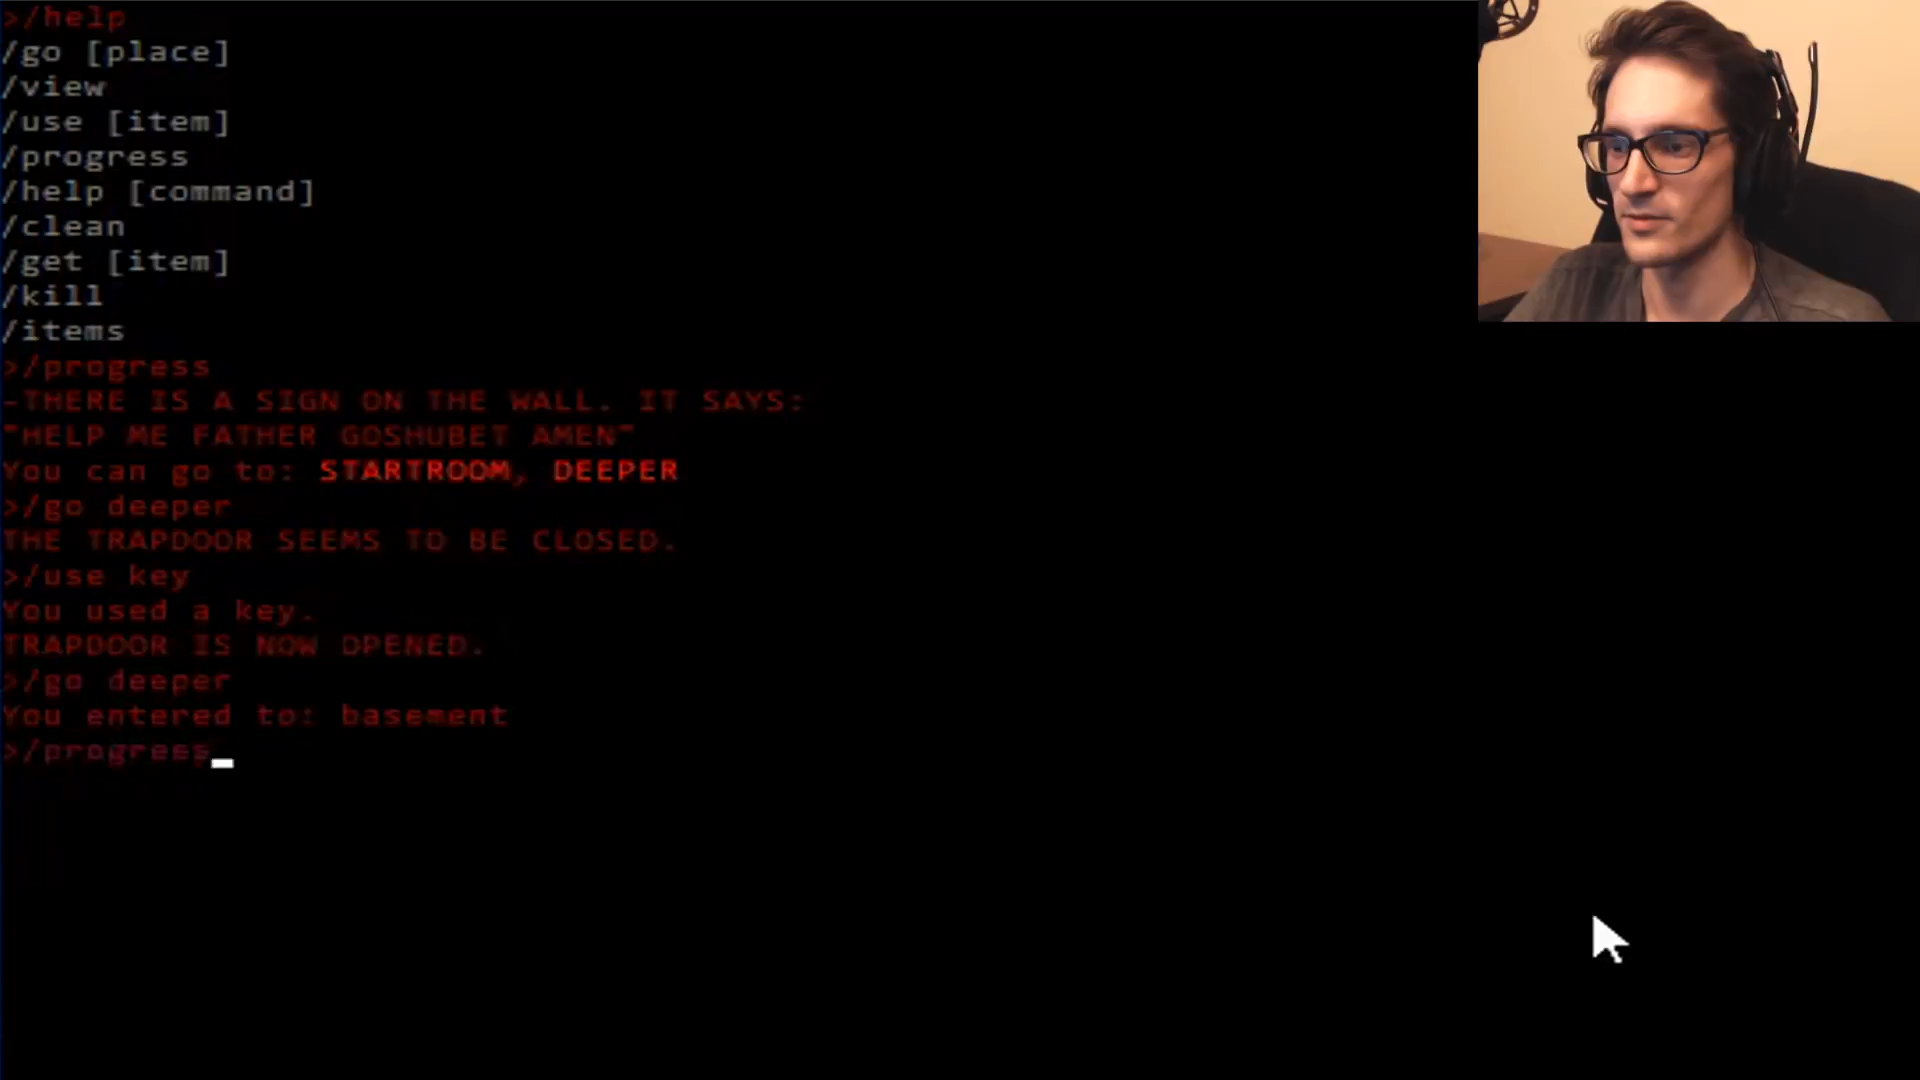 >/help
/go [place]
/view
/use [item]
/progress
/help [command]
/clean
/get [item]
/kill
/items
>/progress
-THERE IS A SIGN ON THE WALL. IT SAYS:
"HELP ME FATHER GOSHUBET AMEN"
You can go to: STARTROOM, DEEPER
>/go deeper
THE TRAPDOOR SEEMS TO BE CLOSED.
>/use key
You used a key.
TRAPDOOR IS NOW OPENED.
>/go deeper
You entered to: basement
>/progress